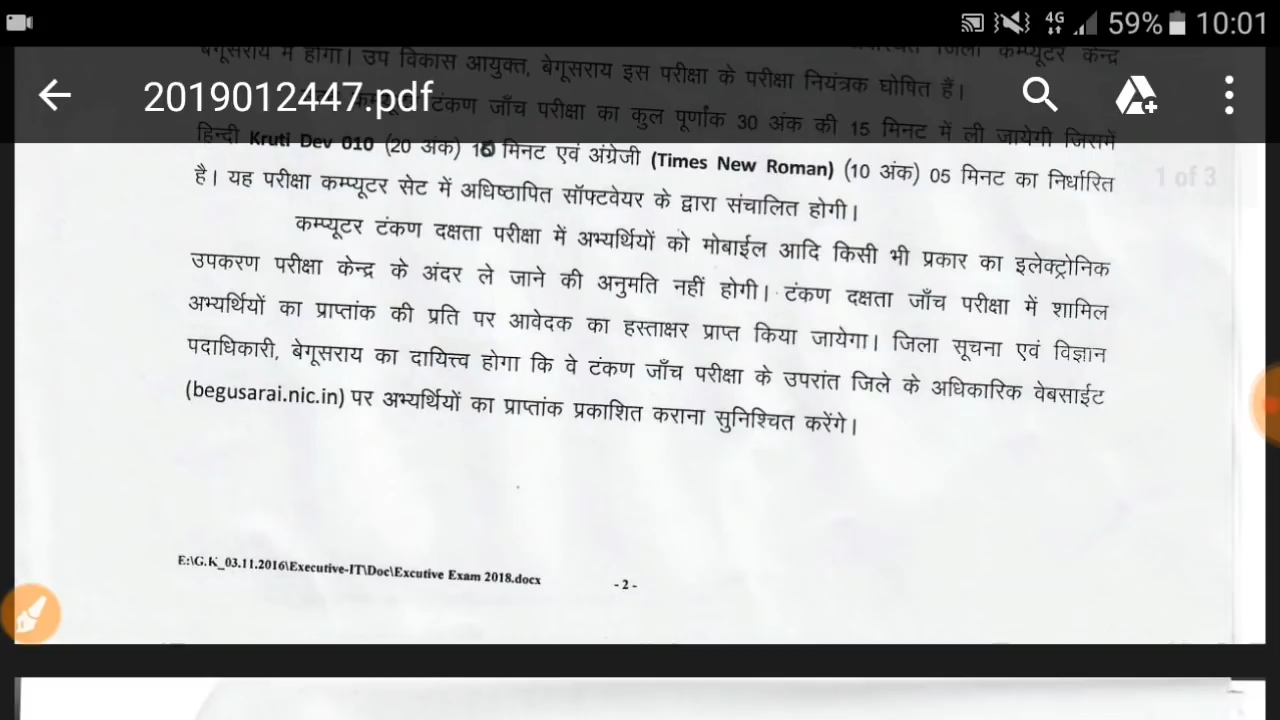 4G 59% 10:01
जिला कम्प्यूटर केन्द्र
बेगूसराय में होगा। उप विकास आयुक्त, बेगूसराय इस परीक्षा के परीक्षा नियंत्रक घोषित हैं।
2019012447.pdf
टंकण जाँच परीक्षा का कुल पूर्णांक 30 अंक की 15 मिनट में ली जायेगी जिसमें
हिन्दी Kruti Dev 010 (20 अंक) 10 मिनट एवं अंग्रेजी (Times New Roman) (10 अंक) 05 मिनट का निर्धारित
1 of 3
है। यह परीक्षा कम्प्यूटर सेट में अधिष्ठापित सॉफ्टवेयर के द्वारा संचालित होगी।
कम्प्यूटर टंकण दक्षता परीक्षा में अभ्यर्थियों को मोबाईल आदि किसी भी प्रकार का इलेक्ट्रोनिक
उपकरण परीक्षा केन्द्र के अंदर ले जाने की अनुमति नहीं होगी। टंकण दक्षता जाँच परीक्षा में शामिल
अभ्यर्थियों का प्राप्तांक की प्रति पर आवेदक का हस्ताक्षर प्राप्त किया जायेगा। जिला सूचना एवं विज्ञान
पदाधिकारी, बेगूसराय का दायित्त्व होगा कि वे टंकण जाँच परीक्षा के उपरांत जिले के अधिकारिक वेबसाईट
(begusarai.nic.in) पर अभ्यर्थियों का प्राप्तांक प्रकाशित कराना सुनिश्चित करेंगे।
E:\G.K_03.11.2016\Executive-IT\Doc\Excutive Exam 2018.docx - 2 -